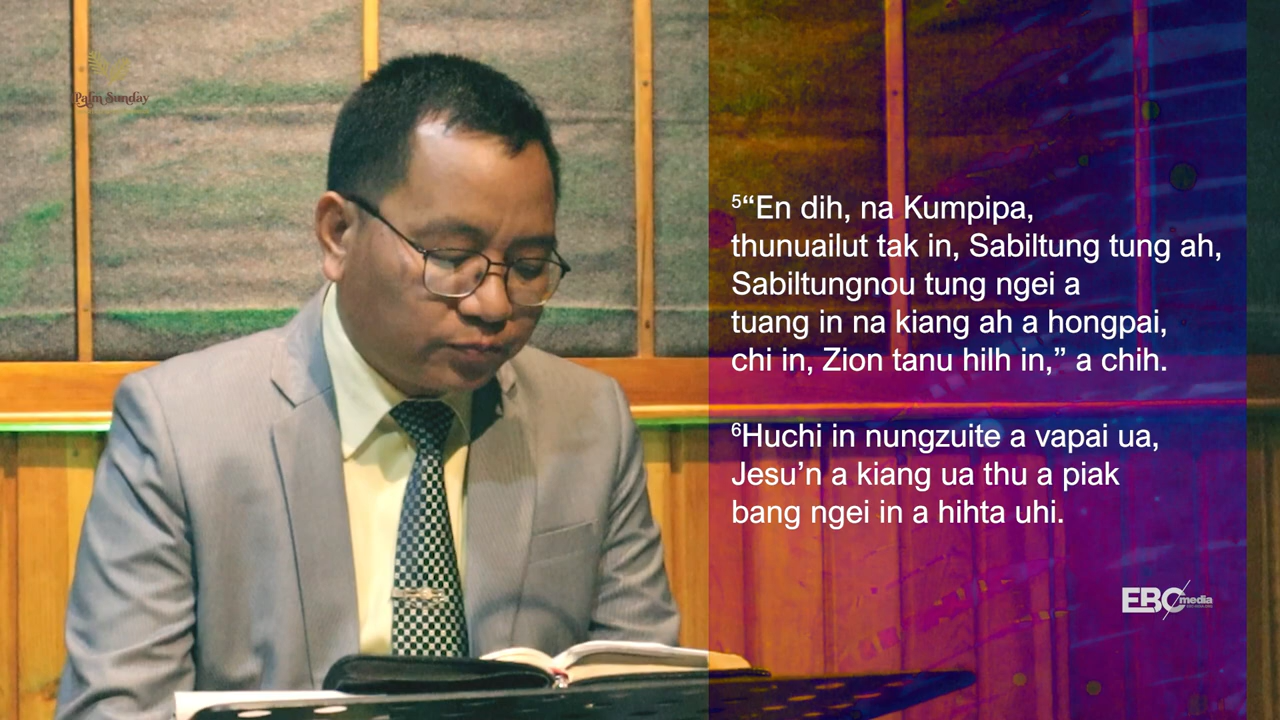 Palm Sunday
⁵“En dih, na Kumpipa,
thunuailut tak in, Sabiltung tung ah,
Sabiltungnou tung ngei a
tuang in na kiang ah a hongpai,
chi in, Zion tanu hilh in,” a chih.
⁶Huchi in nungzuite a vapai ua,
Jesu’n a kiang ua thu a piak
bang ngei in a hihta uhi.
EBC media